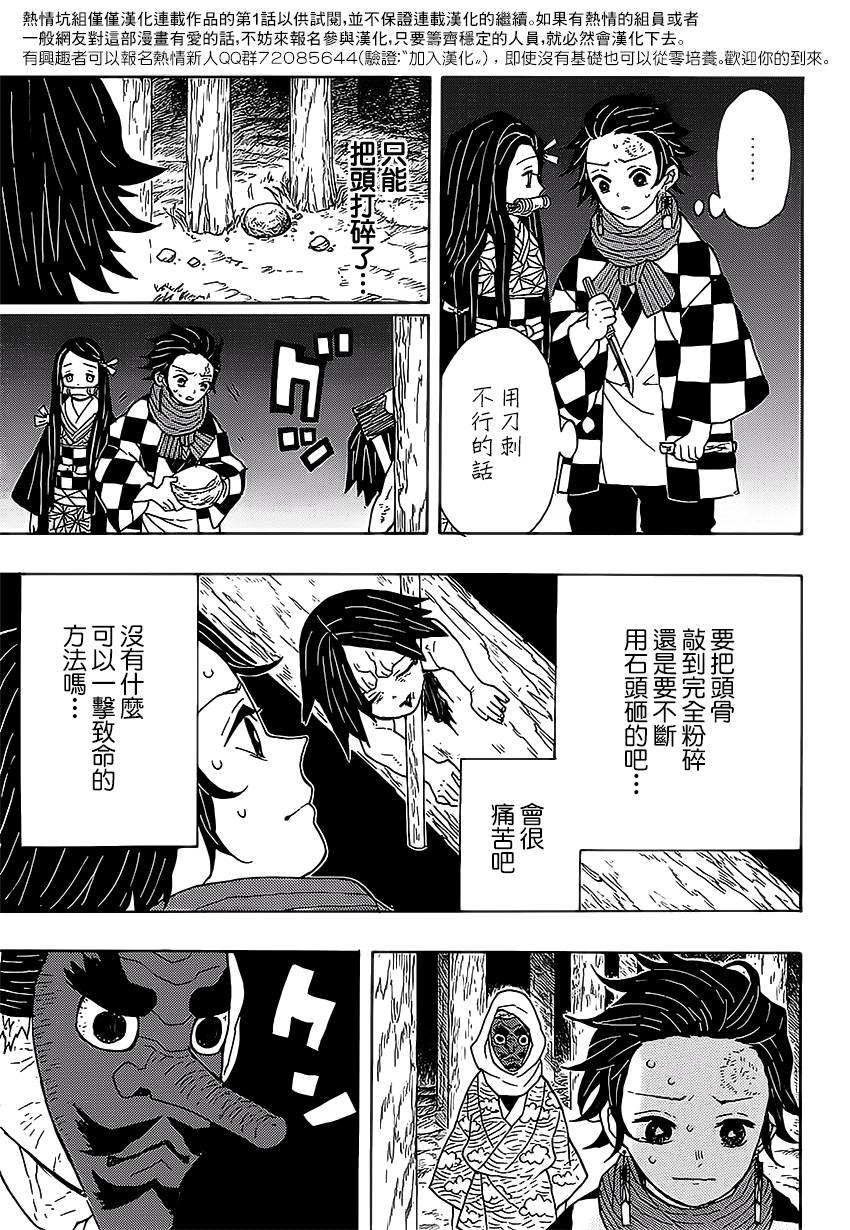 熱情坑組僅僅漢化連載作品的第1話以供試閱,並不保證連載漢化的繼續。如果有熱情的組員或者
一般網友對這部漫畫有愛的話,不妨來報名參與漢化,只要籌齊穩定的人員,就必然會漢化下去。
有興趣者可以報名熱情新人QQ群72085644(驗證:〝加入漢化〞),即使沒有基礎也可以從零培養。歡迎你的到來。
……
用刀刺
不行的話
只能
把頭打碎了…
グググ
要把頭骨
敲到完全粉碎
還是要不斷
用石頭砸的吧…
會很
痛苦吧
沒有什麼
可以一擊致命的
方法嗎…
クン